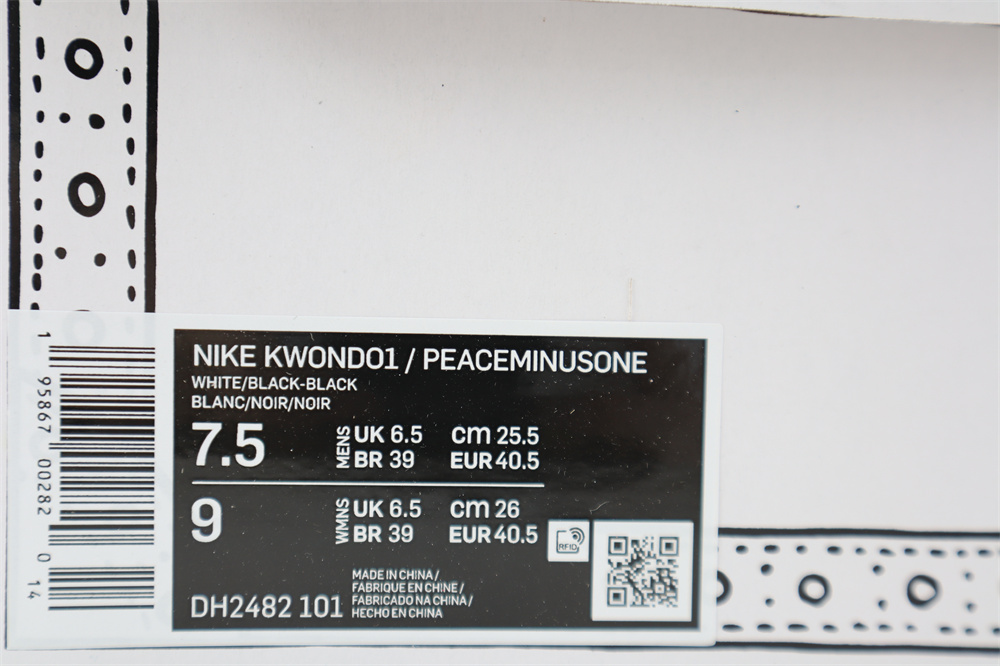 NIKE KWONDO1 / PEACEMINUSONE
WHITE/BLACK-BLACK
BLANC/NOIR/NOIR
7.5 MENS UK 6.5 cm 25.5
BR 39 EUR 40.5
9 WMNS UK 6.5 cm 26
BR 39 EUR 40.5
RFID
DH2482 101
MADE IN CHINA /
FABRIQUE EN CHINE /
FABRICADO NA CHINA /
HECHO EN CHINA
1 95867 00282 0 14